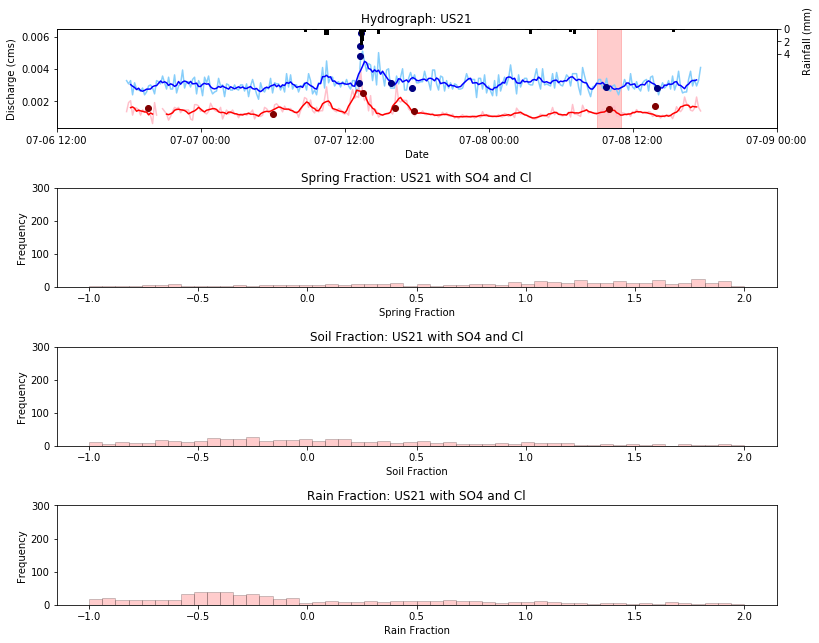 Hydrograph: US21
0.006
0.004
0.002
Discharge (cms)
0
2
4
Rainfall (mm)
07-06 12:00 07-07 00:00 07-07 12:00 07-08 00:00 07-08 12:00 07-09 00:00
Date
Spring Fraction: US21 with SO4 and Cl
300
200
100
0
Frequency
−1.0 −0.5 0.0 0.5 1.0 1.5 2.0
Spring Fraction
Soil Fraction: US21 with SO4 and Cl
300
200
100
0
Frequency
−1.0 −0.5 0.0 0.5 1.0 1.5 2.0
Soil Fraction
Rain Fraction: US21 with SO4 and Cl
300
200
100
0
Frequency
−1.0 −0.5 0.0 0.5 1.0 1.5 2.0
Rain Fraction